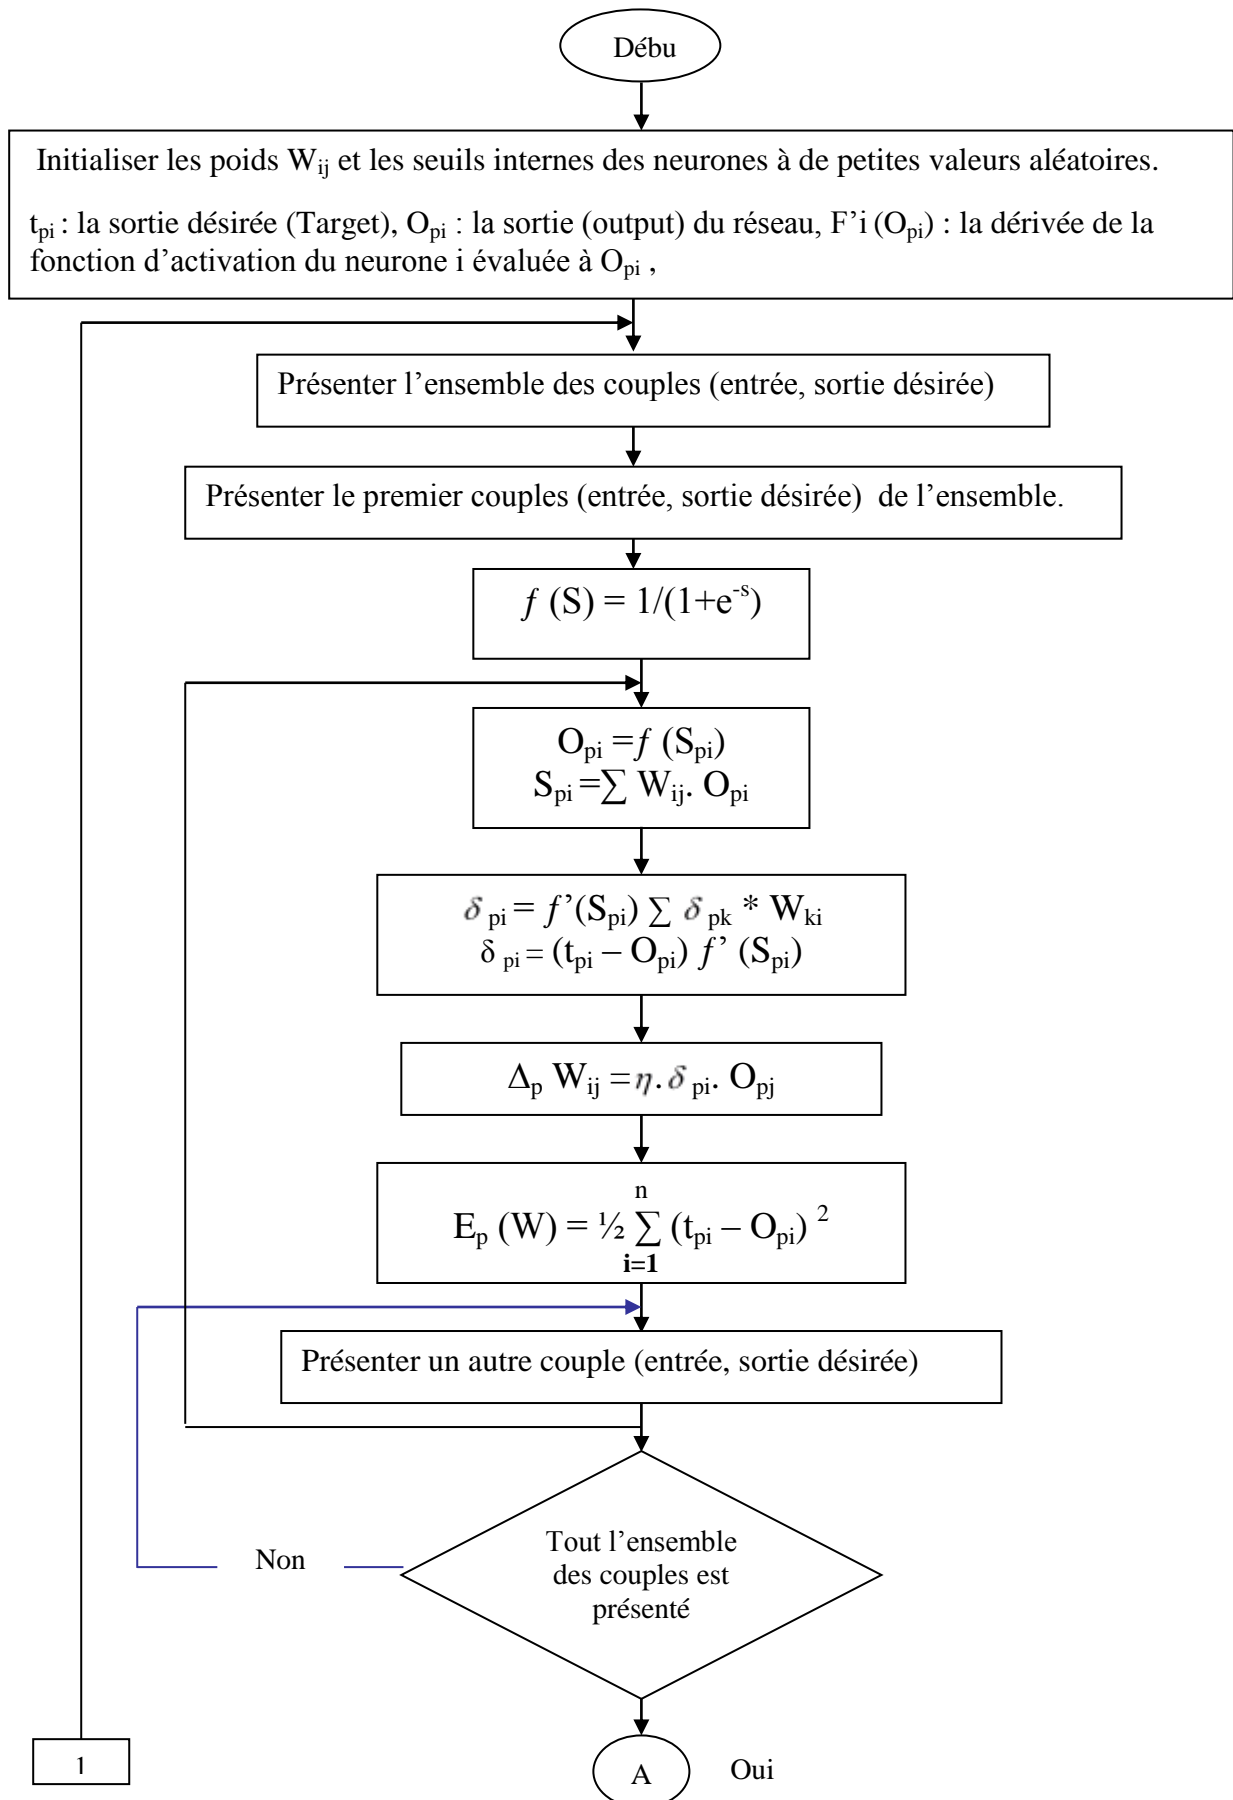 Débu
Initialiser les poids Wij et les seuils internes des neurones à de petites valeurs aléatoires.
tpi : la sortie désirée (Target), Opi : la sortie (output) du réseau, F’i (Opi) : la dérivée de la
fonction d’activation du neurone i évaluée à Opi ,
Présenter l’ensemble des couples (entrée, sortie désirée)
Présenter le premier couples (entrée, sortie désirée) de l’ensemble.
f (S) = 1/(1+e-s)
Opi =f (Spi)
Spi =∑ Wij. Opi
δ pi = f’(Spi) ∑ δ pk * Wki
δ pi = (tpi – Opi) f’ (Spi)
Δp Wij = η. δ pi. Opj
n
Ep (W) = ½ ∑ (tpi – Opi) 2
i=1
Présenter un autre couple (entrée, sortie désirée)
Tout l’ensemble
Non
des couples est
présenté
1
A
Oui